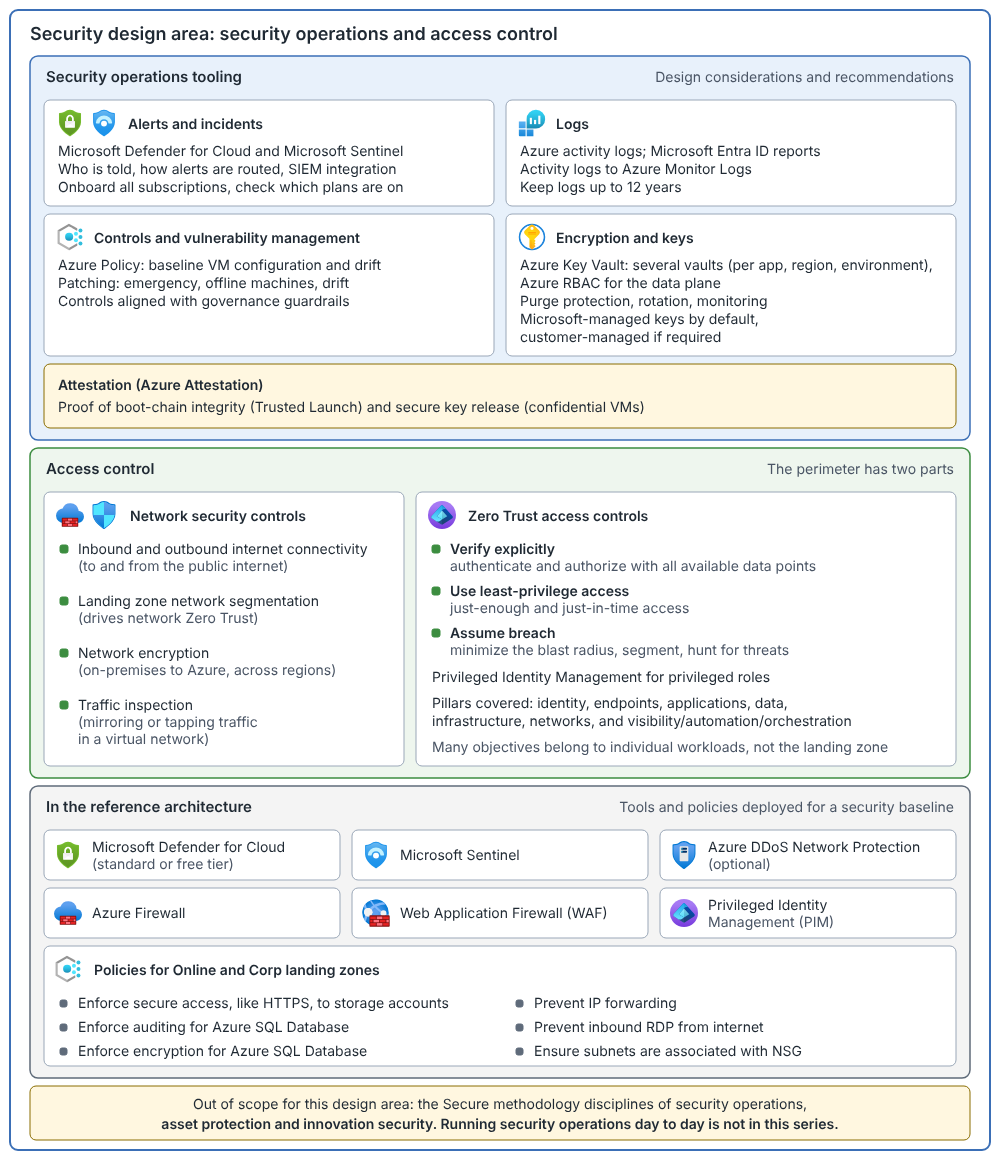 Security design area: security operations and access control
Security operations tooling
Design considerations and recommendations
Alerts and incidents
Microsoft Defender for Cloud and Microsoft Sentinel
Who is told, how alerts are routed, SIEM integration
Onboard all subscriptions, check which plans are on
Logs
Azure activity logs; Microsoft Entra ID reports
Activity logs to Azure Monitor Logs
Keep logs up to 12 years
Controls and vulnerability management
Azure Policy: baseline VM configuration and drift
Patching: emergency, offline machines, drift
Controls aligned with governance guardrails
Encryption and keys
Azure Key Vault: several vaults (per app, region, environment),
Azure RBAC for the data plane
Purge protection, rotation, monitoring
Microsoft-managed keys by default,
customer-managed if required
Attestation (Azure Attestation)
Proof of boot-chain integrity (Trusted Launch) and secure key release (confidential VMs)
Access control
The perimeter has two parts
Network security controls
Inbound and outbound internet connectivity
(to and from the public internet)
Landing zone network segmentation
(drives network Zero Trust)
Network encryption
(on-premises to Azure, across regions)
Traffic inspection
(mirroring or tapping traffic
in a virtual network)
Zero Trust access controls
Verify explicitly
authenticate and authorize with all available data points
Use least-privilege access
just-enough and just-in-time access
Assume breach
minimize the blast radius, segment, hunt for threats
Privileged Identity Management for privileged roles
Pillars covered: identity, endpoints, applications, data,
infrastructure, networks, and visibility/automation/orchestration
Many objectives belong to individual workloads, not the landing zone
In the reference architecture
Tools and policies deployed for a security baseline
Microsoft Defender for Cloud
(standard or free tier)
Microsoft Sentinel
Azure DDoS Network Protection
(optional)
Azure Firewall
Web Application Firewall (WAF)
Privileged Identity
Management (PIM)
Policies for Online and Corp landing zones
Enforce secure access, like HTTPS, to storage accounts
Enforce auditing for Azure SQL Database
Enforce encryption for Azure SQL Database
Prevent IP forwarding
Prevent inbound RDP from internet
Ensure subnets are associated with NSG
Out of scope for this design area: the Secure methodology disciplines of security operations,
asset protection and innovation security. Running security operations day to day is not in this series.